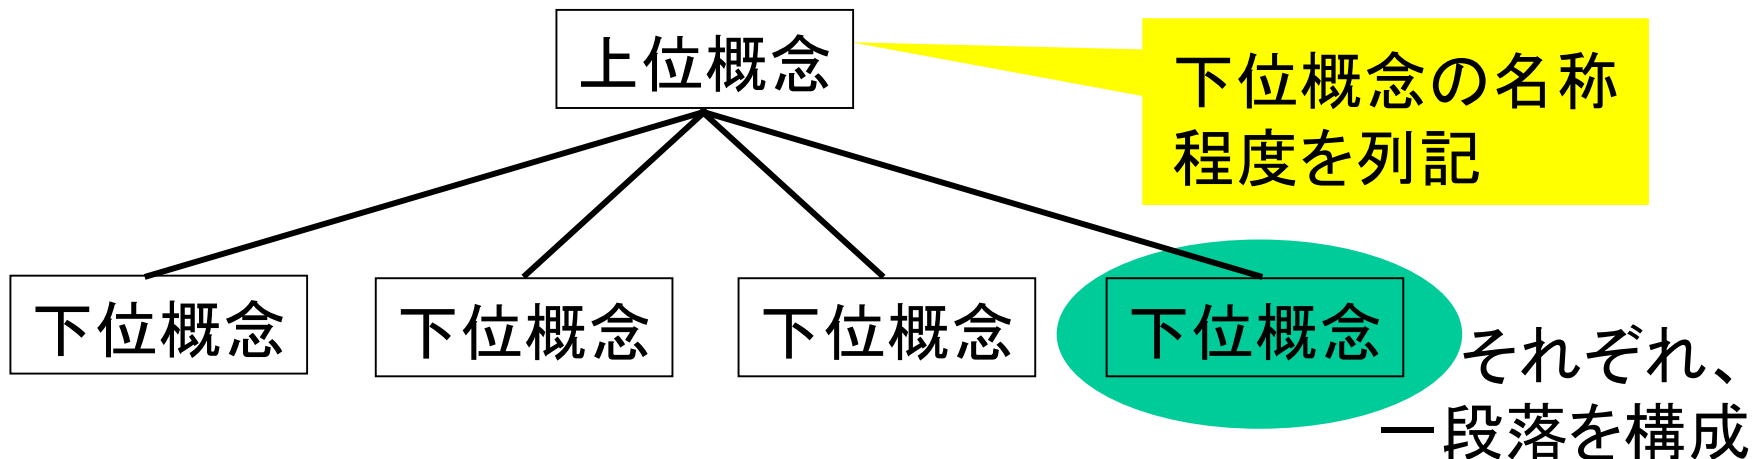 上位概念
下位概念の名称
程度を列記
下位概念
下位概念
下位概念
下位概念
それぞれ、
一段落を構成